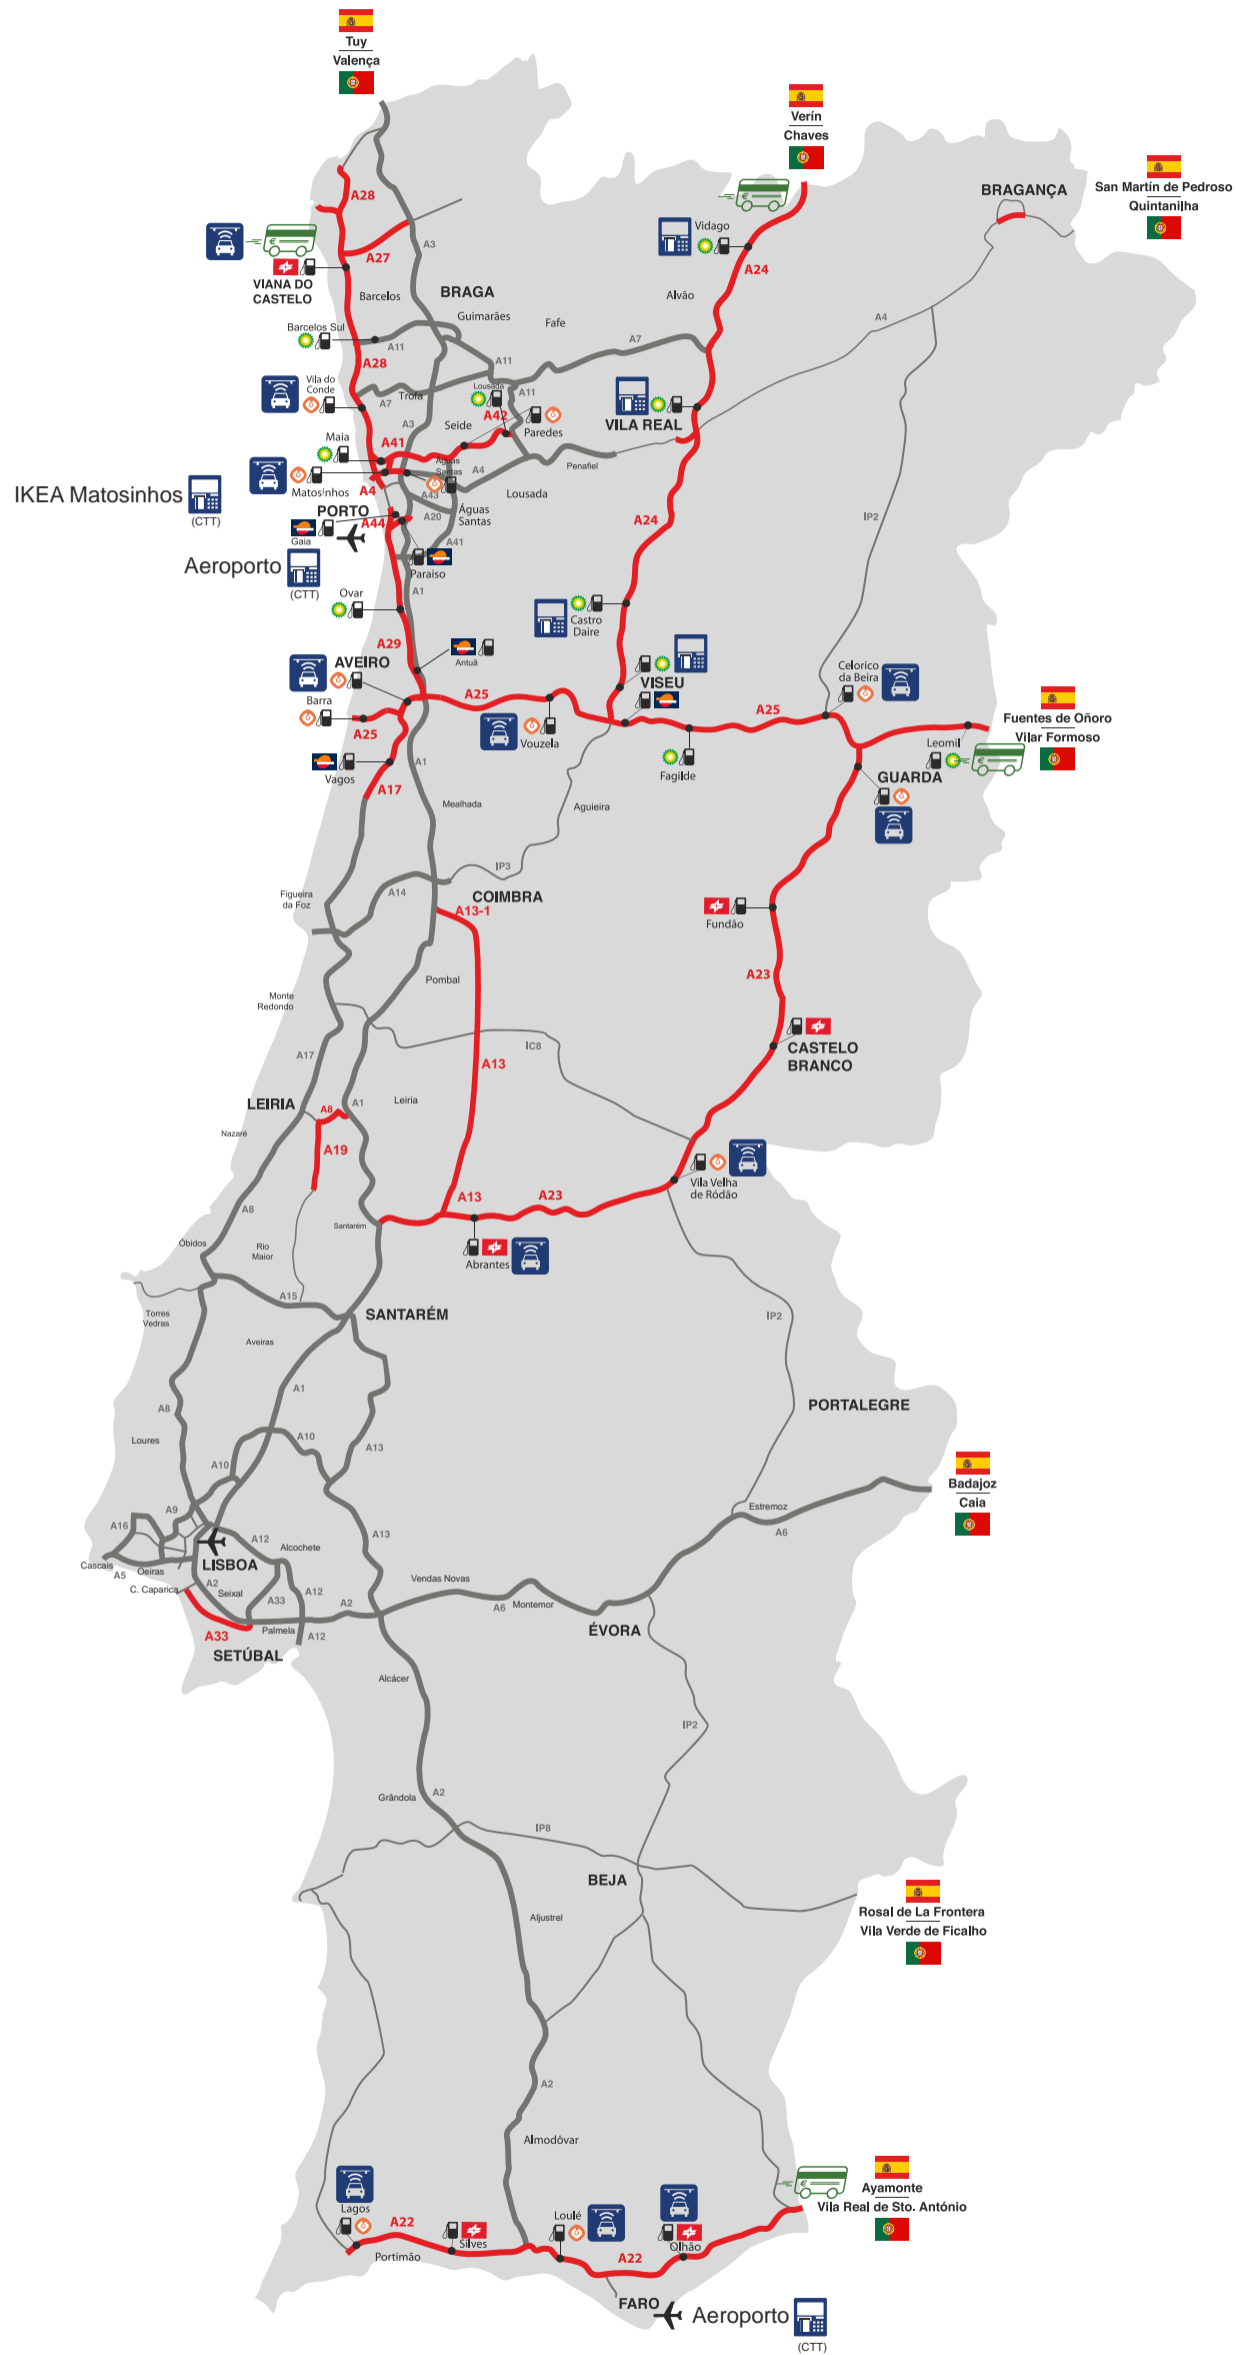 Tuy
Valença
Verín
Chaves
San Martín de Pedroso
Quintanilha
BRAGANÇA
A28
Vidago
A3
A27
A24
VIANA DO
CASTELO
Barcelos
BRAGA
Alvão
Guimarães
Fafe
A4
Barcelos Sul
A11
A7
A28
A11
Vila do
Conde
Lousada
A11
Trofa
A7
A42
VILA REAL
A3
Seide
Paredes
Maia
A41
Águas
Santas
A4
Penafiel
IKEA Matosinhos
(CTT)
Matosinhos
A4
A43
Lousada
PORTO
A44
A20
Águas
Santas
A24
IP2
Gaia
A41
Aeroporto
(CTT)
Paraiso
A1
Ovar
Castro
Daire
A29
Antuã
AVEIRO
VISEU
Celorico
da Beira
Barra
A25
A25
Fuentes de Oñoro
Vilar Formoso
A25
Vouzela
Leomil
A1
Fagilde
Vagos
GUARDA
A17
Mealhada
Aguieira
IP3
A14
COIMBRA
Figueira
da Foz
A13-1
Fundão
Pombal
A23
Monte
Redondo
IC8
CASTELO
BRANCO
A17
A13
LEIRIA
A8
A1
Leiria
Nazaré
A19
Vila Velha
de Ródão
A13
A23
A8
Santarém
Óbidos
Rio
Maior
Abrantes
A15
SANTARÉM
Torres
Vedras
IP2
Aveiras
A1
PORTALEGRE
A8
Loures
A10
A13
A10
Badajoz
Caia
A9
Estremoz
A16
A12
A13
A6
Alcochete
Cascais
A5
Oeiras
LISBOA
C. Caparica
A2
Seixal
A12
Vendas Novas
A33
A2
A6
Montemor
A33
Palmela
A12
ÉVORA
SETÚBAL
Alcácer
IP2
Grândola
A2
IP8
BEJA
Rosal de La Frontera
Vila Verde de Ficalho
Aljustrel
A2
Almodôvar
Ayamonte
Vila Real de Sto. António
Lagos
A22
Silves
Loulé
Olhão
Portimão
A22
FARO
Aeroporto
(CTT)